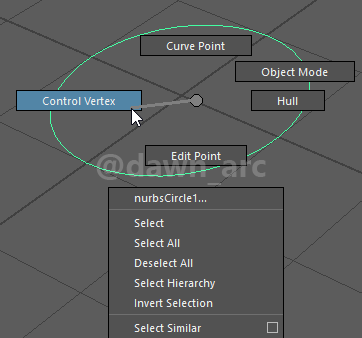 Curve Point
Object Mode
Control Vertex
Hull
Edit Point
@dawn_arc
nurbsCircle1...
Select
Select All
Deselect All
Select Hierarchy
Invert Selection
Select Similar